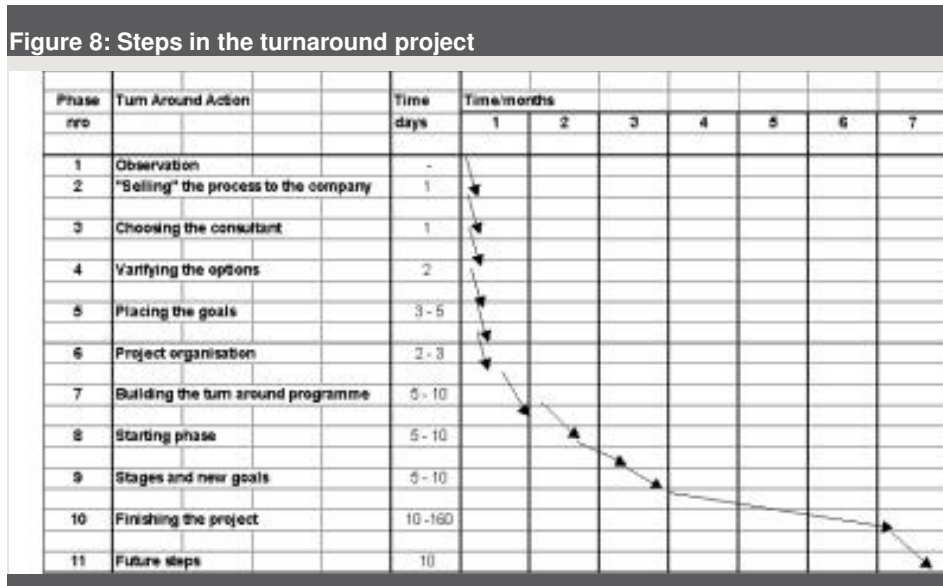 Figure 8: Steps in the turnaround project
Phase Turn Around Action Time Time/months
nro days 1 2 3 4 5 6 7
1 Observation -
2 "Selling" the process to the company 1
3 Choosing the consultant 1
4 Varifying the options 2
5 Placing the goals 3 - 5
6 Project organisation 2 - 3
7 Building the turn around programme 5 - 10
8 Starting phase 5 - 10
9 Stages and new goals 5 - 10
10 Finishing the project 10 -160
11 Future steps 10